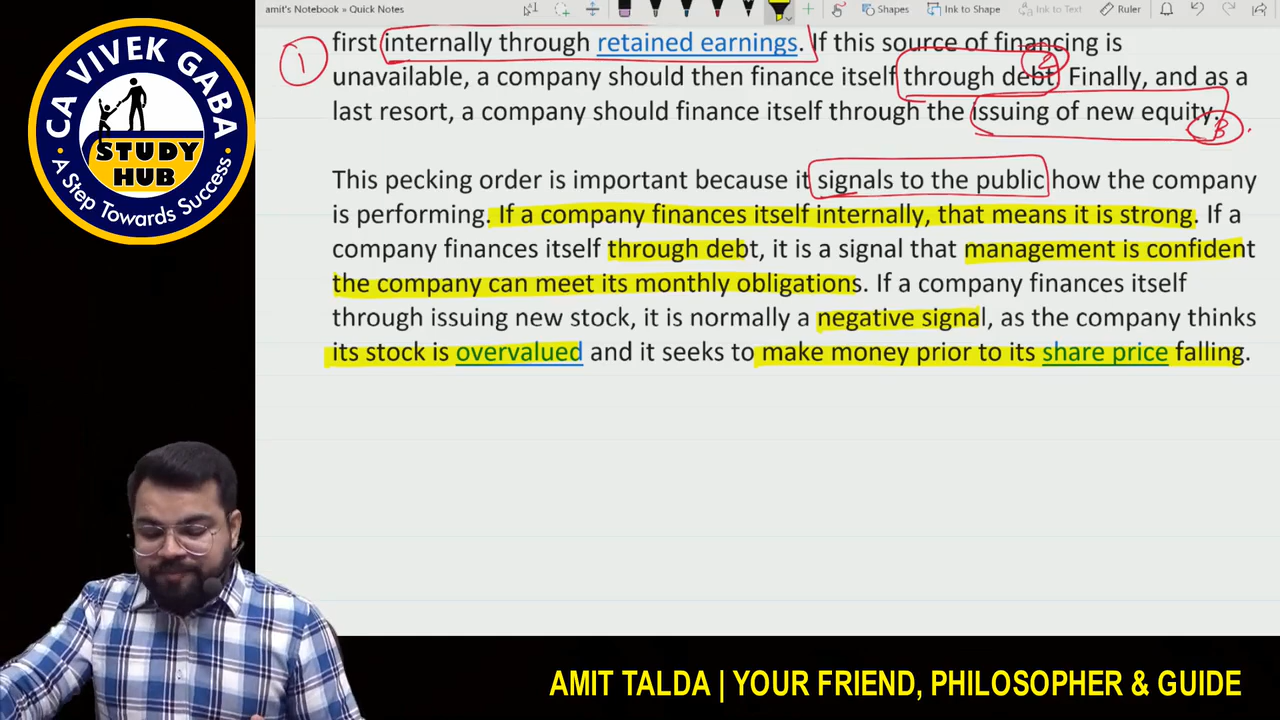 amit's Notebook » Quick Notes
Shapes
Ink to Shape
Ink to Text
Ruler
CA VIVEK GABA
STUDY
HUB
• A Step Towards Success •
1
first internally through retained earnings. If this source of financing is
2
unavailable, a company should then finance itself through debt. Finally, and as a
last resort, a company should finance itself through the issuing of new equity.
3
This pecking order is important because it signals to the public how the company
is performing. If a company finances itself internally, that means it is strong. If a
company finances itself through debt, it is a signal that management is confident
the company can meet its monthly obligations. If a company finances itself
through issuing new stock, it is normally a negative signal, as the company thinks
its stock is overvalued and it seeks to make money prior to its share price falling.
AMIT TALDA | YOUR FRIEND, PHILOSOPHER & GUIDE